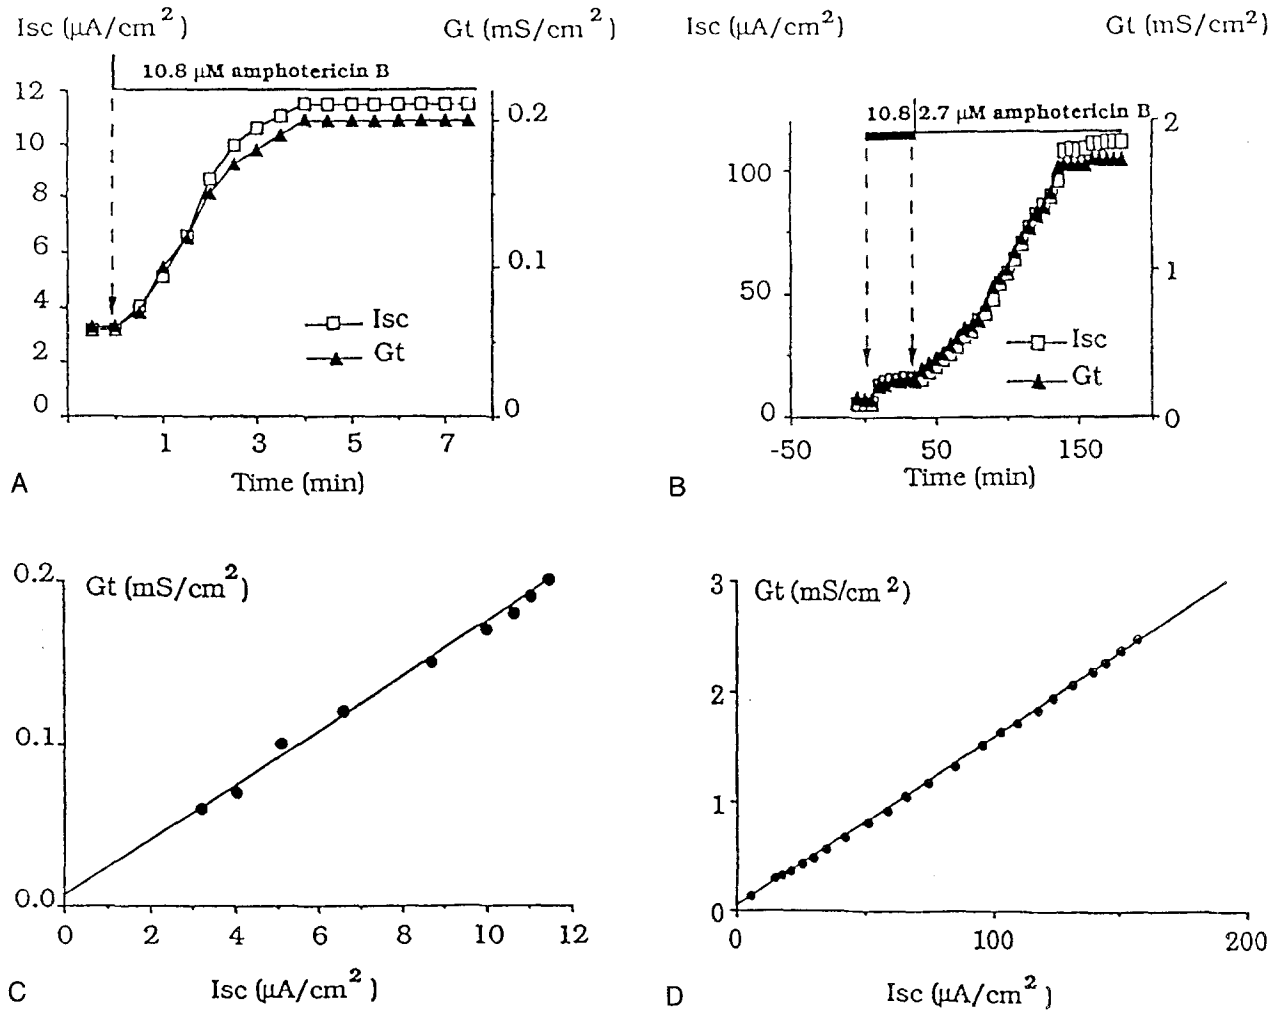 Isc (μA/cm²) Gt (mS/cm²)
10.8 μM amphotericin B
12
10
8
6
4
2
0
0.2
0.1
0
Isc
Gt
1 3 5 7
Time (min)
A
Isc (μA/cm²) Gt (mS/cm²)
10.8 2.7 μM amphotericin B
100
50
0
2
1
0
Isc
Gt
-50 50 150
Time (min)
B
0.2
Gt (mS/cm²)
0.1
0.0
0 2 4 6 8 10 12
Isc (μA/cm²)
C
3
Gt (mS/cm²)
2
1
0
0 100 200
Isc (μA/cm²)
D